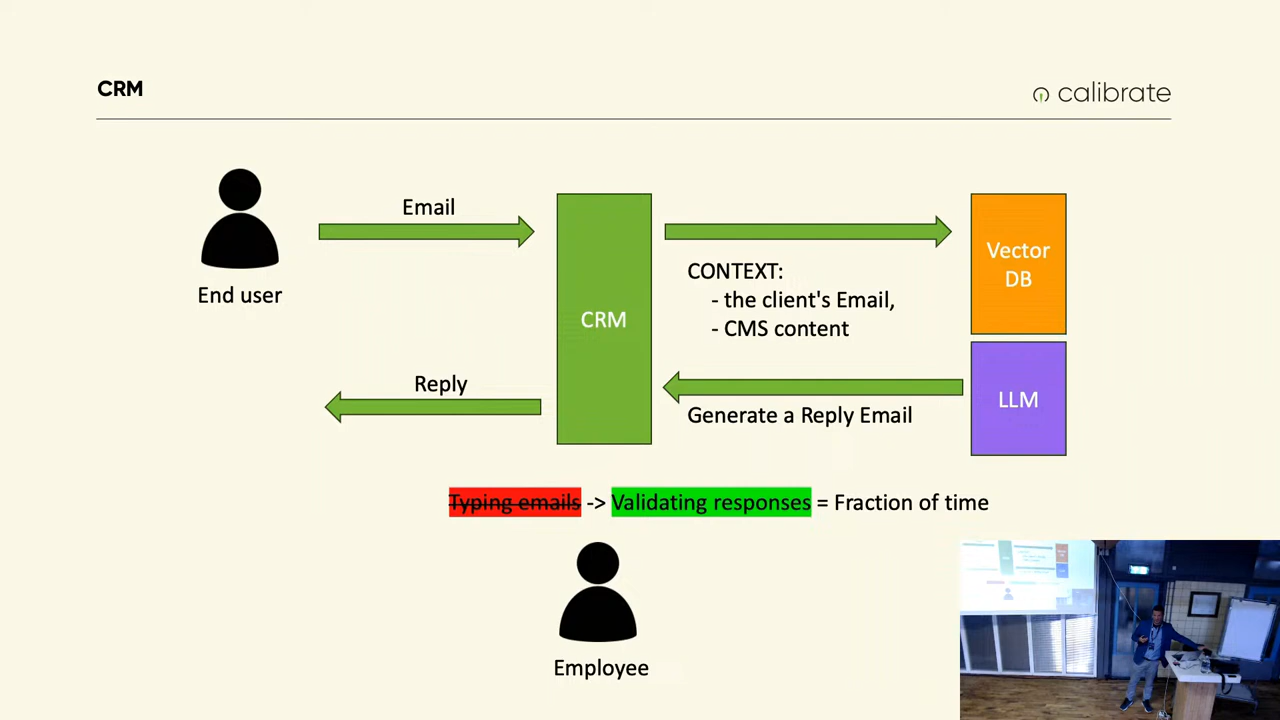 CRM
calibrate
Email
End user
CRM
CONTEXT:
- the client's Email,
- CMS content
Vector
DB
Reply
Generate a Reply Email
LLM
Typing emails -> Validating responses = Fraction of time
Employee